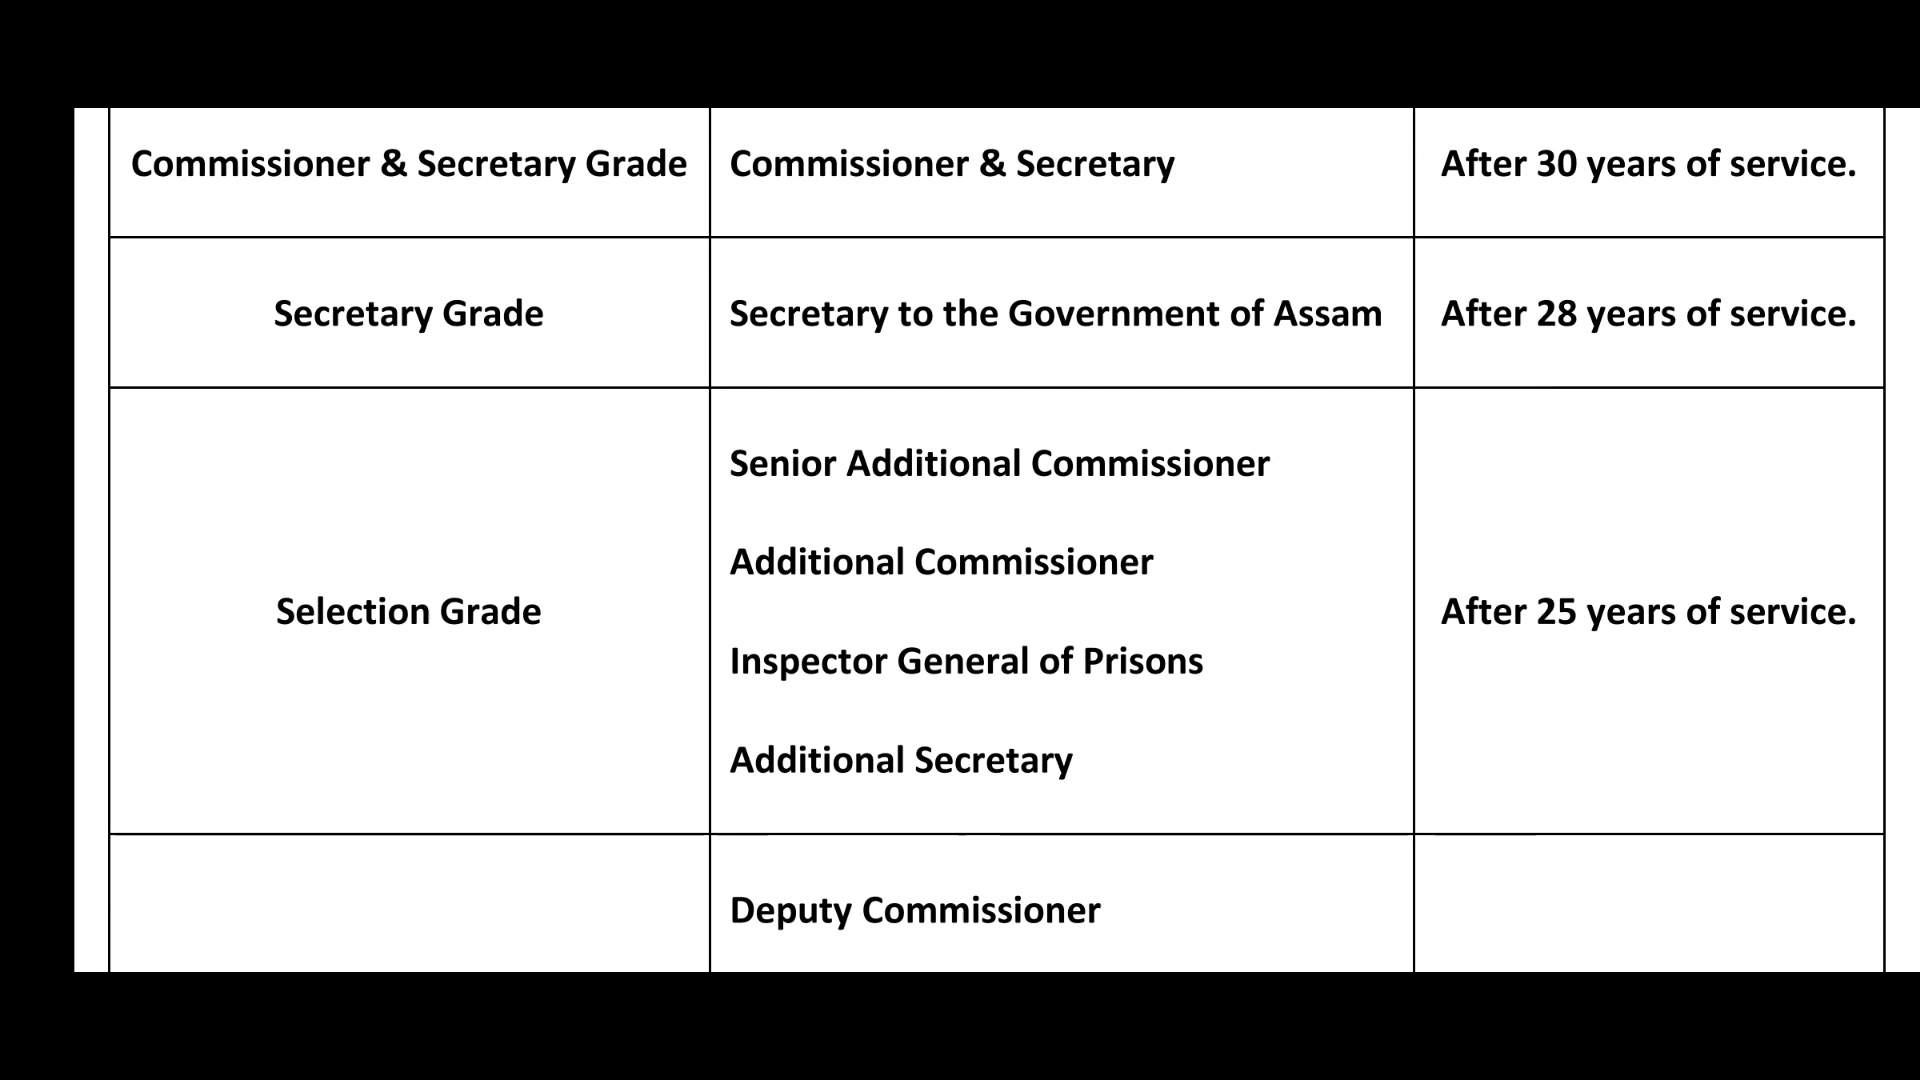 Commissioner & Secretary Grade
Commissioner & Secretary
After 30 years of service.
Secretary Grade
Secretary to the Government of Assam
After 28 years of service.
Selection Grade
Senior Additional Commissioner
Additional Commissioner
Inspector General of Prisons
Additional Secretary
After 25 years of service.
Deputy Commissioner